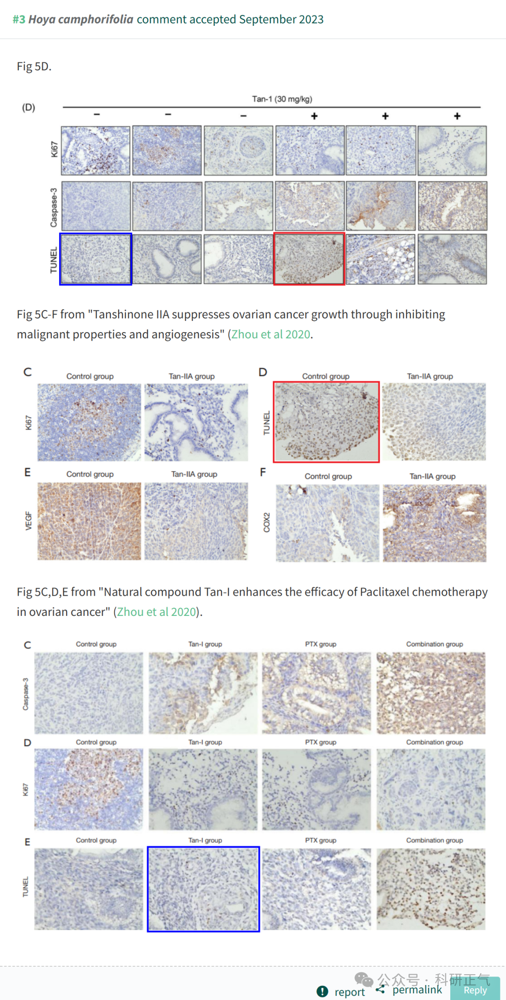 #3 Hoya camphorifolia comment accepted September 2023
Fig 5D.
Tan-1 (30 mg/kg)
(D)
− − − + + +
Ki67
Caspase-3
TUNEL
Fig 5C-F from "Tanshinone IIA suppresses ovarian cancer growth through inhibiting
malignant properties and angiogenesis" (Zhou et al 2020.
C
Control group Tan-IIA group
Ki67
D
Control group Tan-IIA group
TUNEL
E
Control group Tan-IIA group
VEGF
F
Control group Tan-IIA group
COX2
Fig 5C,D,E from "Natural compound Tan-I enhances the efficacy of Paclitaxel chemotherapy
in ovarian cancer" (Zhou et al 2020).
C
Control group Tan-I group PTX group Combination group
Caspase-3
D
Control group Tan-I group PTX group Combination group
Ki67
E
Control group Tan-I group PTX group Combination group
TUNEL
公众号 · 科研正气
report permalink Reply